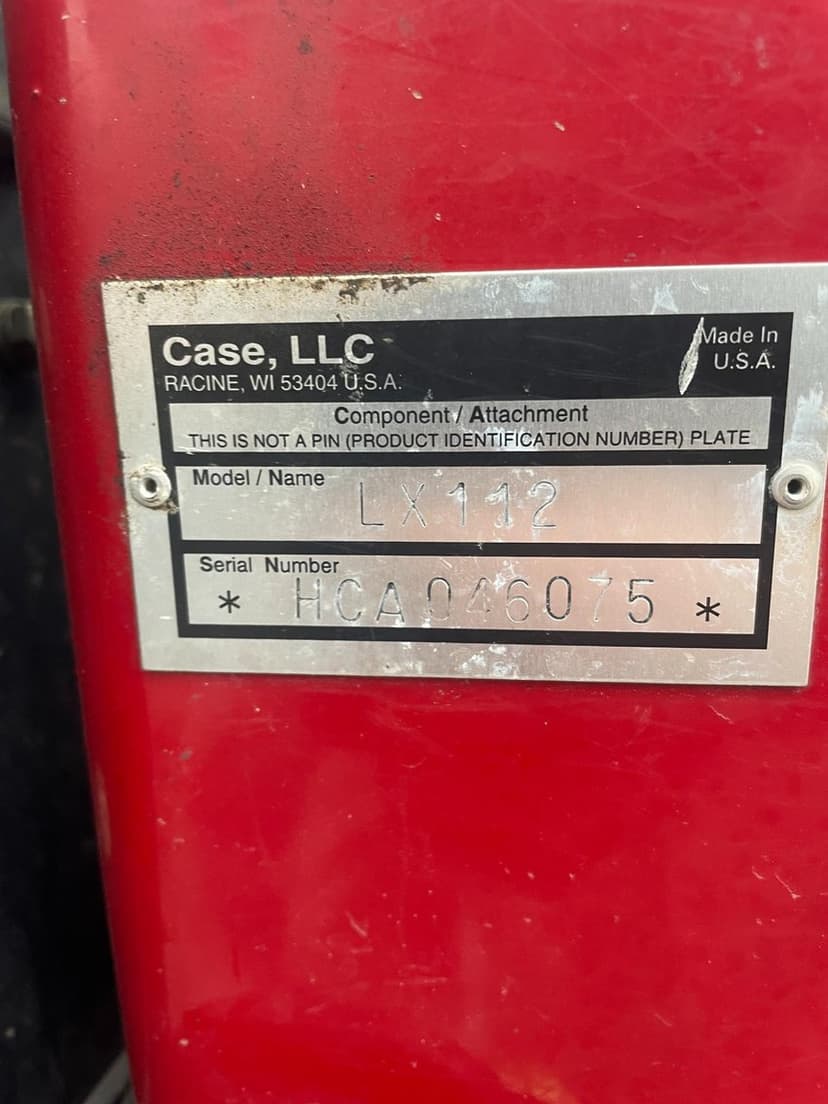 Case, LLC
RACINE, WI 53404 U.S.A.
Made In
U.S.A.
Component / Attachment
THIS IS NOT A PIN (PRODUCT IDENTIFICATION NUMBER) PLATE
Model / Name
LX112
Serial Number
* HCA046075 *